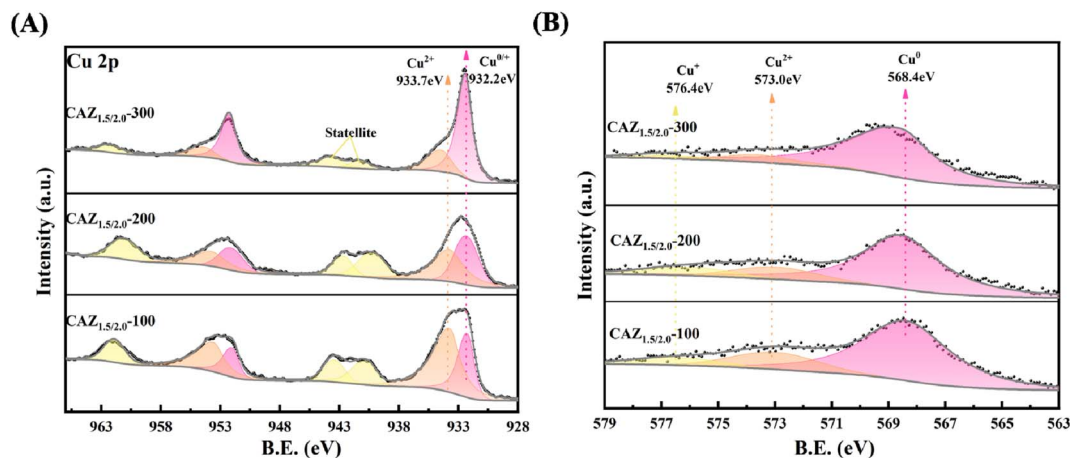 (A)
Cu 2p
Cu2+
933.7eV
Cu0/+
932.2eV
CAZ1.5/2.0-300
Statellite
CAZ1.5/2.0-200
CAZ1.5/2.0-100
Intensity (a.u.)
963 958 953 948 943 938 933 928
B.E. (eV)
(B)
Cu+
576.4eV
Cu2+
573.0eV
Cu0
568.4eV
CAZ1.5/2.0-300
CAZ1.5/2.0-200
CAZ1.5/2.0-100
Intensity (a.u.)
579 577 575 573 571 569 567 565 563
B.E. (eV)